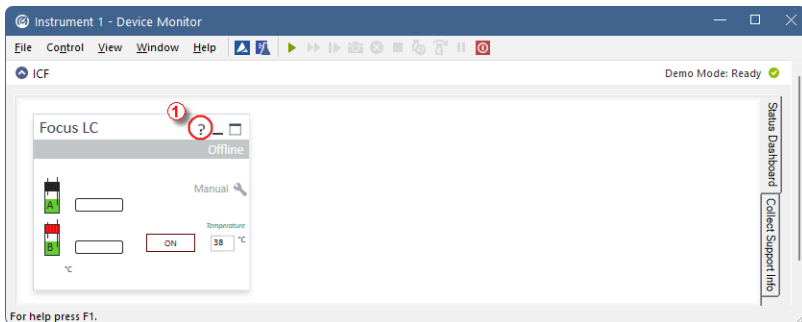 Instrument 1 - Device Monitor
File Control View Window Help
ICF
Demo Mode: Ready
1
Focus LC
?
Offline
Manual
A
Temperature
B
ON
38 °C
°C
Status Dashboard
Collect Support Info
For help press F1.